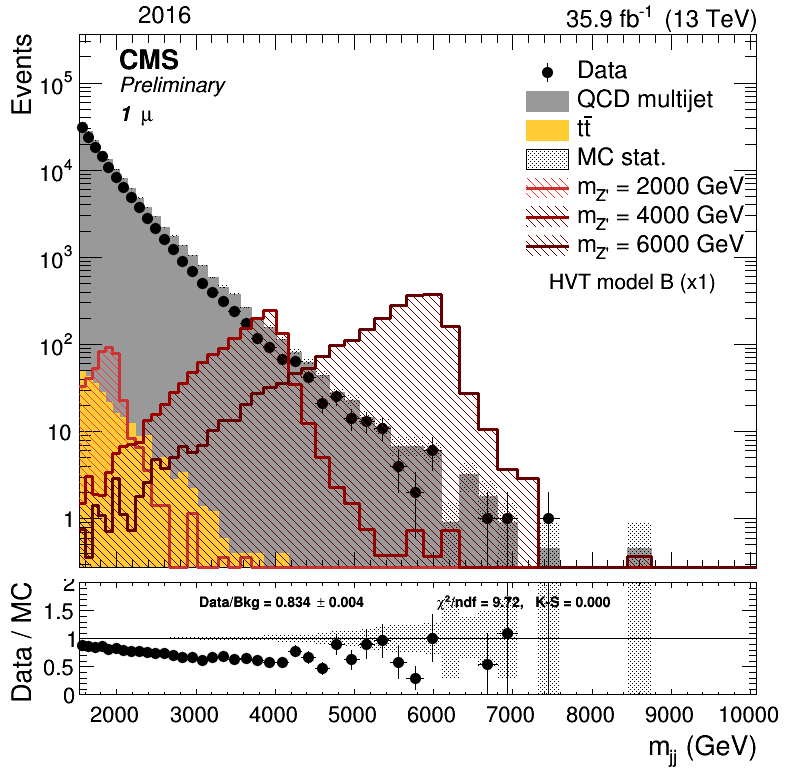 2016
35.9 fb⁻¹ (13 TeV)
Events
CMS
Preliminary
1 μ
Data
QCD multijet
tt̄
MC stat.
m_Z' = 2000 GeV
m_Z' = 4000 GeV
m_Z' = 6000 GeV
HVT model B (x1)
10⁵
10⁴
10³
10²
10
1
Data / MC
2
1.5
1
0.5
0
Data/Bkg = 0.834 ± 0.004
χ²/ndf = 9.72, K-S = 0.000
2000 3000 4000 5000 6000 7000 8000 9000 10000
m_jj (GeV)